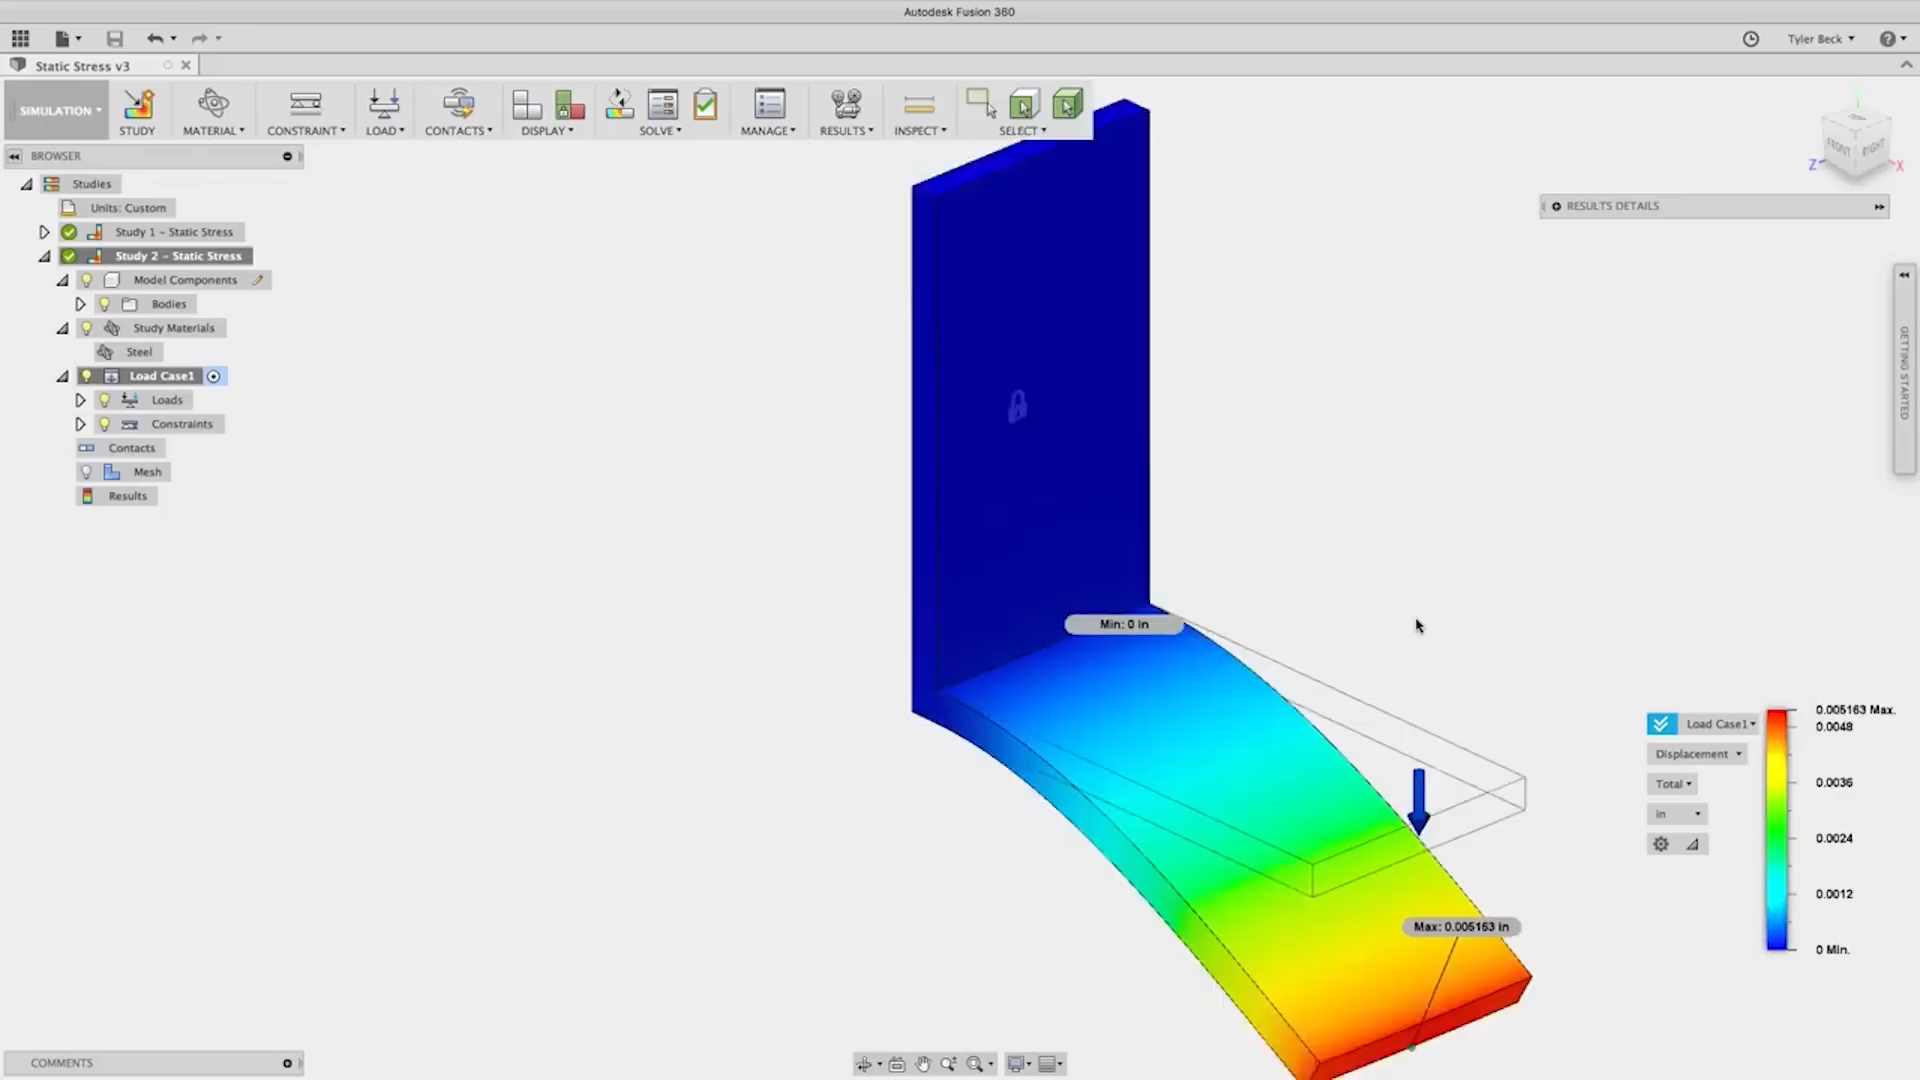 Autodesk Fusion 360
Tyler Beck
Static Stress v3
SIMULATION
STUDY
MATERIAL
CONSTRAINT
LOAD
CONTACTS
DISPLAY
SOLVE
MANAGE
RESULTS
INSPECT
SELECT
BROWSER
Studies
Units: Custom
Study 1 - Static Stress
Study 2 - Static Stress
Model Components
Bodies
Study Materials
Steel
Load Case1
Loads
Constraints
Contacts
Mesh
Results
FRONT
RIGHT
Z
X
RESULTS DETAILS
GETTING STARTED
Min: 0 in
Max: 0.005163 in
Load Case1
Displacement
Total
in
0.005163 Max.
0.0048
0.0036
0.0024
0.0012
0 Min.
COMMENTS